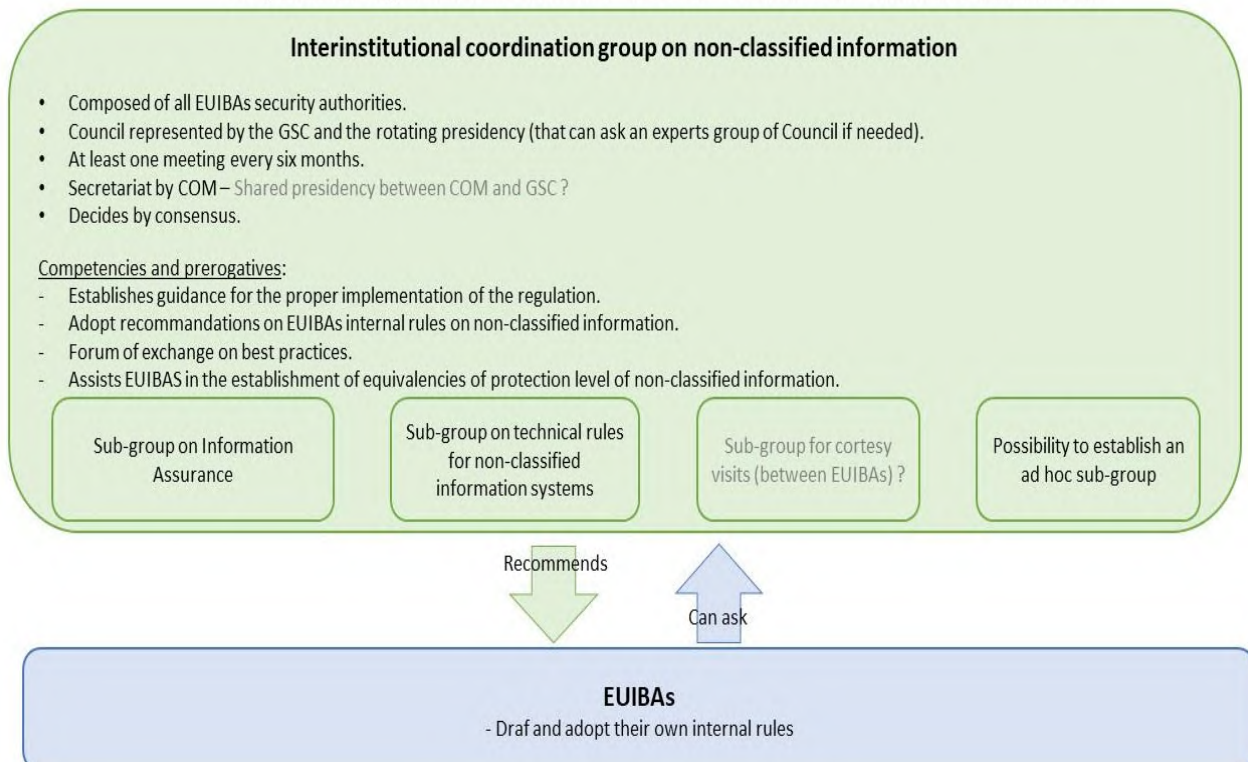 Interinstitutional coordination group on non-classified information
• Composed of all EUIBAs security authorities.
• Council represented by the GSC and the rotating presidency (that can ask an experts group of Council if needed).
• At least one meeting every six months.
• Secretariat by COM – Shared presidency between COM and GSC ?
• Decides by consensus.
Competencies and prerogatives:
- Establishes guidance for the proper implementation of the regulation.
- Adopt recommandations on EUIBAs internal rules on non-classified information.
- Forum of exchange on best practices.
- Assists EUIBAS in the establishment of equivalencies of protection level of non-classified information.
Sub-group on Information
Assurance
Sub-group on technical rules
for non-classified
information systems
Sub-group for cortesy
visits (between EUIBAs) ?
Possibility to establish an
ad hoc sub-group
Recommends
Can ask
EUIBAs
- Draf and adopt their own internal rules